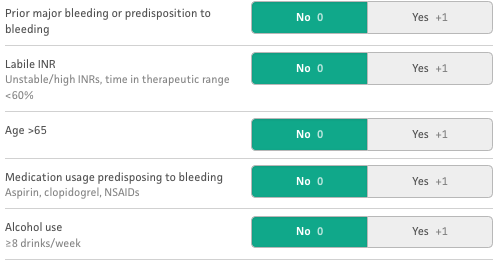 Prior major bleeding or predisposition to
bleeding
No 0 Yes +1
Labile INR
Unstable/high INRs, time in therapeutic range
<60%
No 0 Yes +1
Age >65
No 0 Yes +1
Medication usage predisposing to bleeding
Aspirin, clopidogrel, NSAIDs
No 0 Yes +1
Alcohol use
≥8 drinks/week
No 0 Yes +1